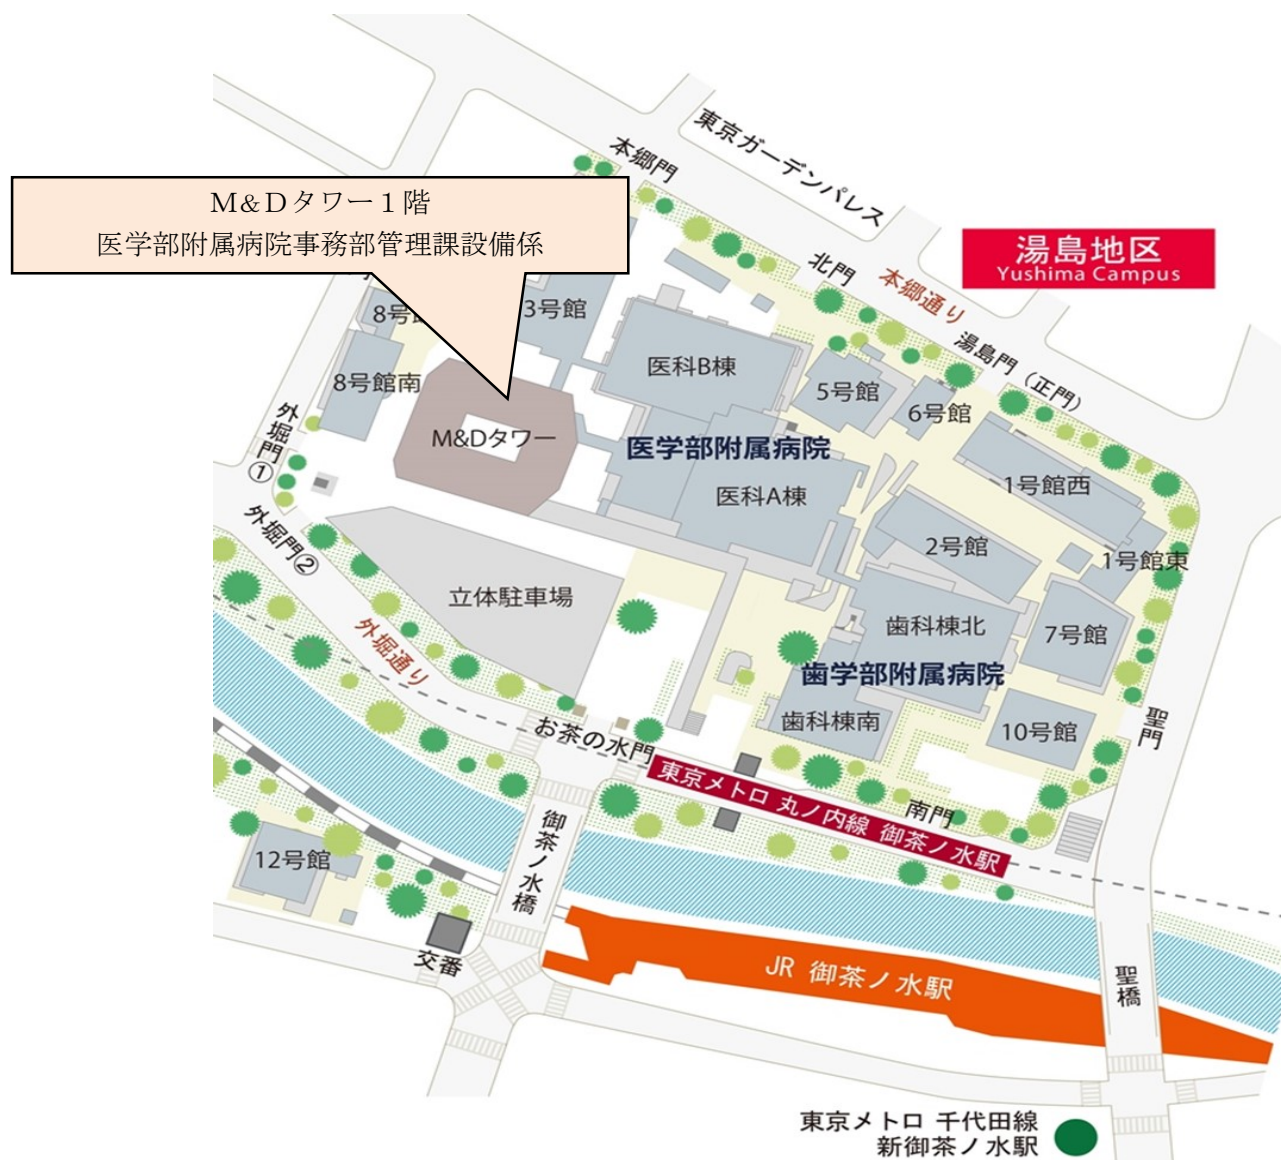 東京ガーデンパレス
本郷門
M&Dタワー1階
医学部附属病院事務部管理課設備係
湯島地区
Yushima Campus
北門
本郷通り
湯島門(正門)
8号
3号館
医科B棟
8号館南
5号館
6号館
外堀門①
M&Dタワー
医学部附属病院
医科A棟
1号館西
外堀門②
2号館
1号館東
立体駐車場
歯科棟北
7号館
外堀通り
歯学部附属病院
歯科棟南
10号館
聖門
お茶の水門
東京メトロ 丸ノ内線 御茶ノ水駅
南門
12号館
御茶ノ水橋
交番
JR 御茶ノ水駅
聖橋
東京メトロ 千代田線
新御茶ノ水駅